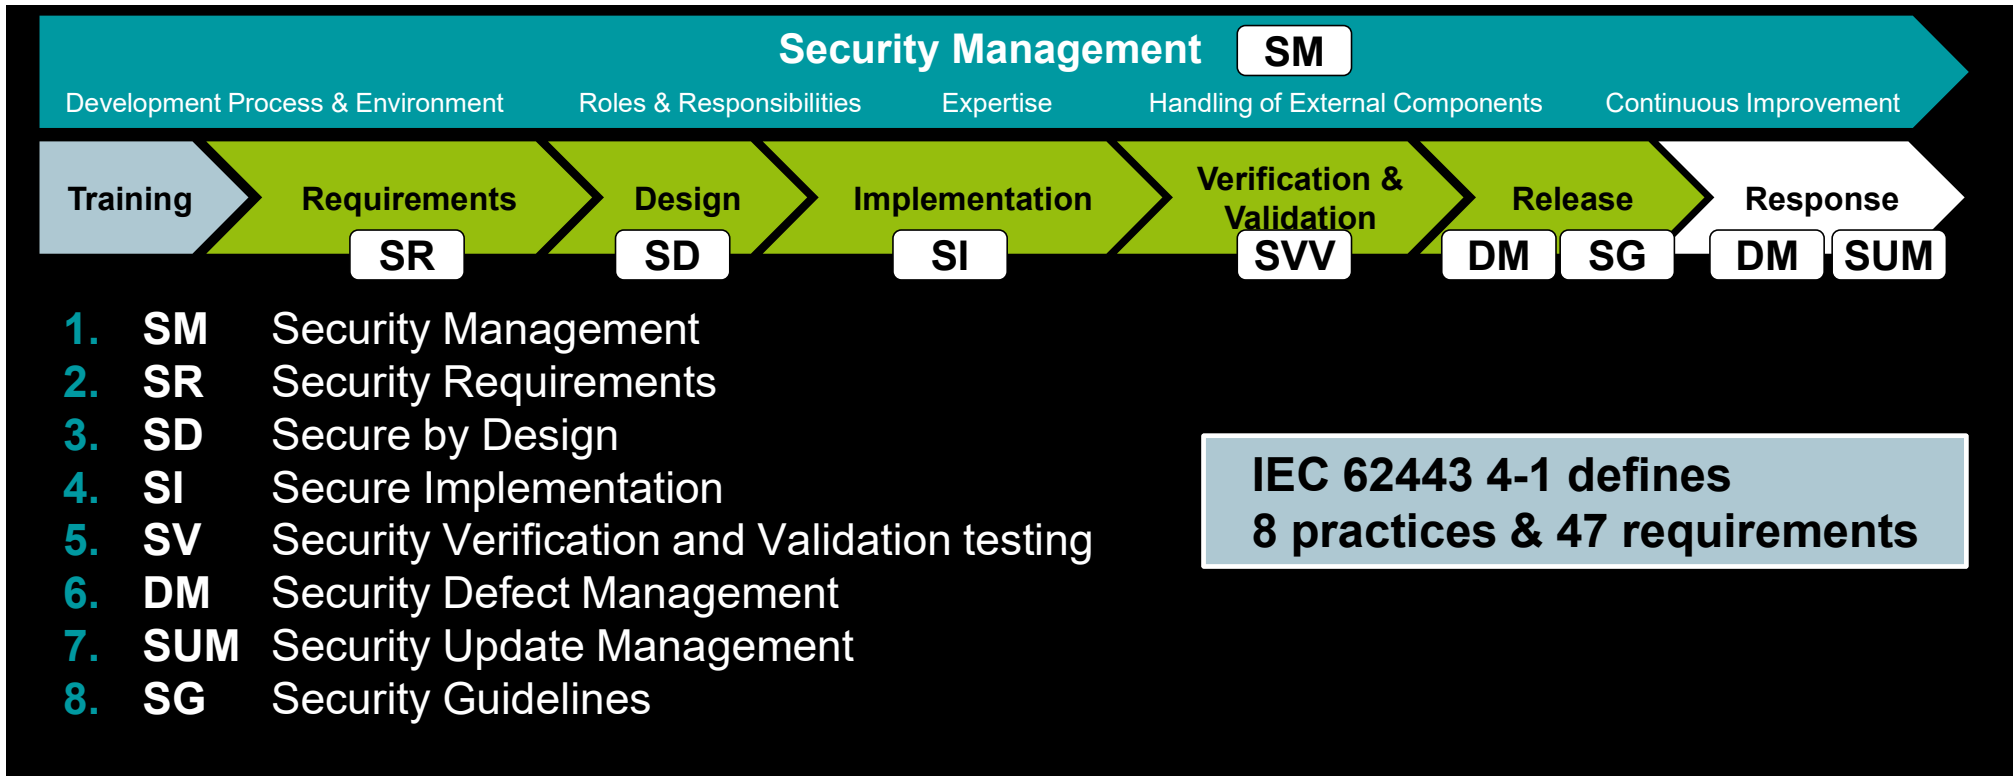 Security Management SM
Development Process & Environment Roles & Responsibilities Expertise Handling of External Components Continuous Improvement
Training Requirements Design Implementation Verification & Validation Release Response
SR SD SI SVV DM SG DM SUM
1. SM Security Management
2. SR Security Requirements
3. SD Secure by Design
4. SI Secure Implementation
5. SV Security Verification and Validation testing
6. DM Security Defect Management
7. SUM Security Update Management
8. SG Security Guidelines
IEC 62443 4-1 defines
8 practices & 47 requirements